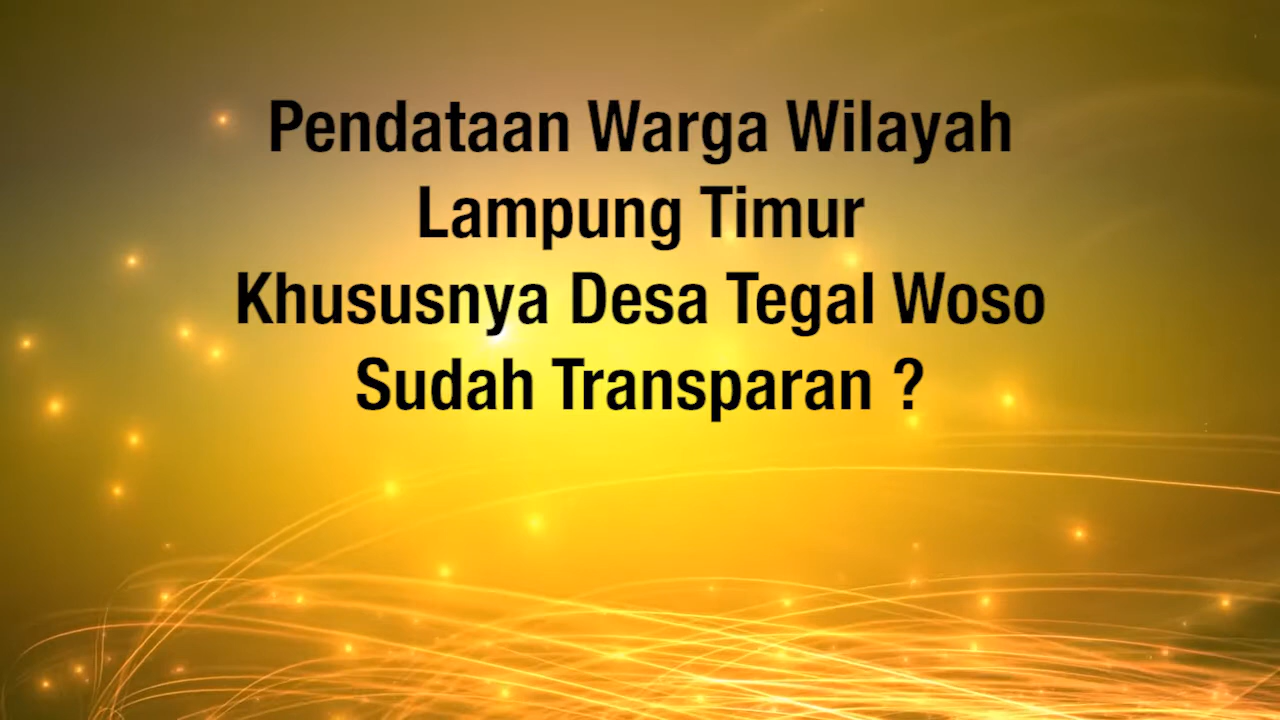 Pendataan Warga Wilayah
Lampung Timur
Khususnya Desa Tegal Woso
Sudah Transparan ?